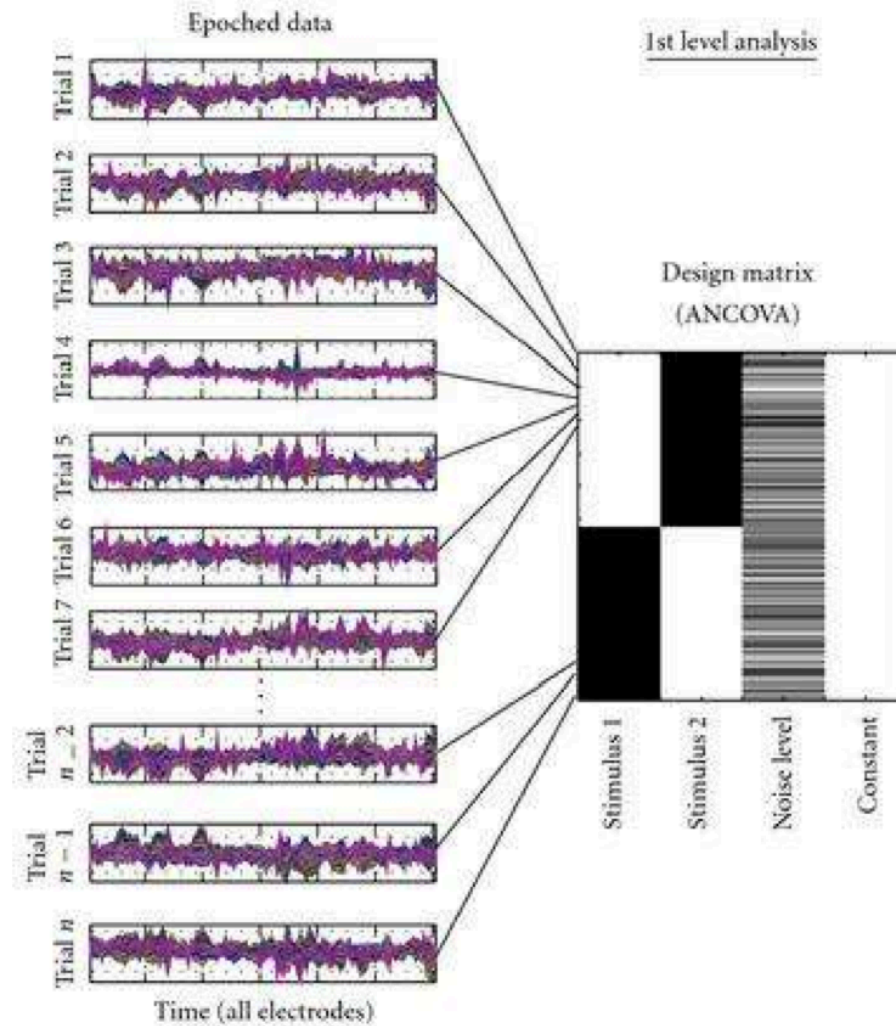 Epoched data
1st level analysis
Trial 1
Trial 2
Trial 3
Trial 4
Trial 5
Trial 6
Trial 7
Trial
n − 2
Trial
n − 1
Trial n
Time (all electrodes)
Design matrix
(ANCOVA)
Stimulus 1
Stimulus 2
Noise level
Constant